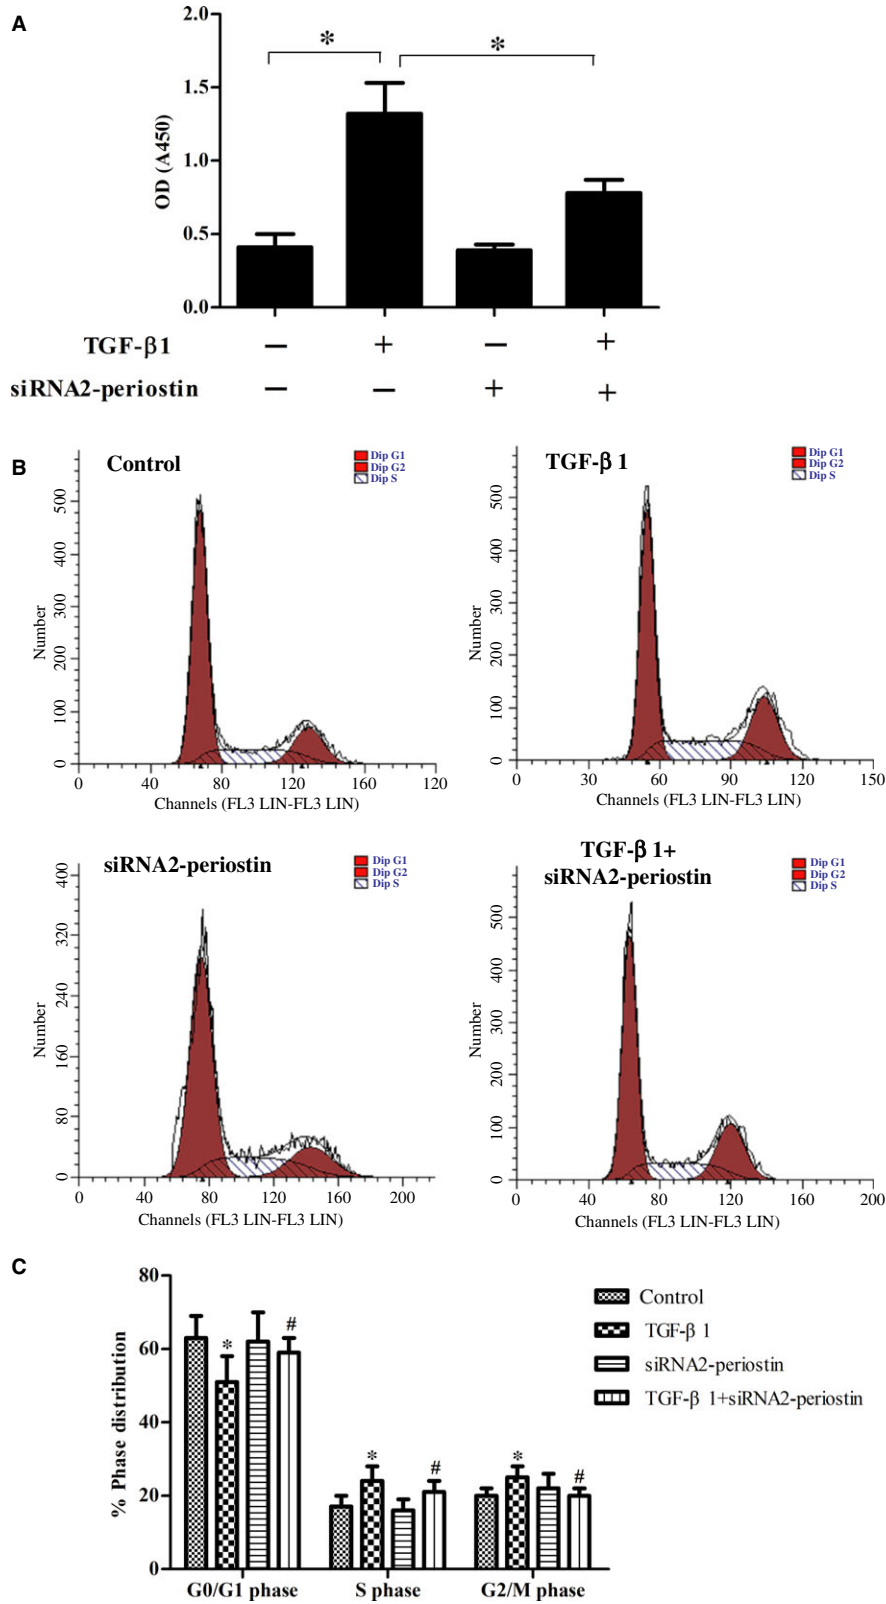 A
2.0
1.5
1.0
0.5
0.0
OD (A450)
* *
TGF-β1 − + − +
siRNA2-periostin − − + +
B
Control
Dip G1
Dip G2
Dip S
500
400
300
200
100
0
Number
0 40 80 120 160 120
Channels (FL3 LIN-FL3 LIN)
TGF-β 1
Dip G1
Dip G2
Dip S
500
400
300
200
100
0
Number
0 30 60 90 120 150
Channels (FL3 LIN-FL3 LIN)
siRNA2-periostin
Dip G1
Dip G2
Dip S
400
320
240
160
80
0
Number
0 40 80 120 160 200
Channels (FL3 LIN-FL3 LIN)
TGF-β 1+
siRNA2-periostin
Dip G1
Dip G2
Dip S
500
400
300
200
100
0
Number
0 40 80 120 160 200
Channels (FL3 LIN-FL3 LIN)
C
80
60
40
20
0
% Phase distribution
* #
* #
* #
G0/G1 phase S phase G2/M phase
Control
TGF-β 1
siRNA2-periostin
TGF-β 1+siRNA2-periostin